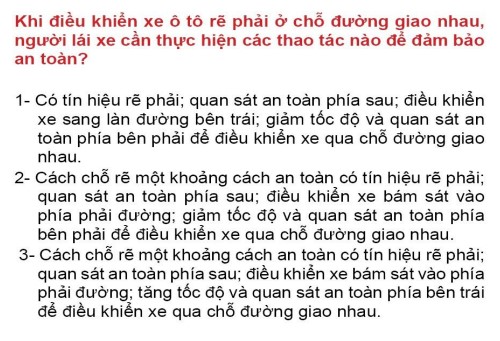 Khi điều khiển xe ô tô rẽ phải ở chỗ đường giao nhau,
người lái xe cần thực hiện các thao tác nào để đảm bảo
an toàn?
1- Có tín hiệu rẽ phải; quan sát an toàn phía sau; điều khiển
xe sang làn đường bên trái; giảm tốc độ và quan sát an
toàn phía bên phải để điều khiển xe qua chỗ đường giao
nhau.
2- Cách chỗ rẽ một khoảng cách an toàn có tín hiệu rẽ phải;
quan sát an toàn phía sau; điều khiển xe bám sát vào
phía phải đường; giảm tốc độ và quan sát an toàn phía
bên phải để điều khiển xe qua chỗ đường giao nhau.
3- Cách chỗ rẽ một khoảng cách an toàn có tín hiệu rẽ phải;
quan sát an toàn phía sau; điều khiển xe bám sát vào phía
phải đường; tăng tốc độ và quan sát an toàn phía bên trái
để điều khiển xe qua chỗ đường giao nhau.